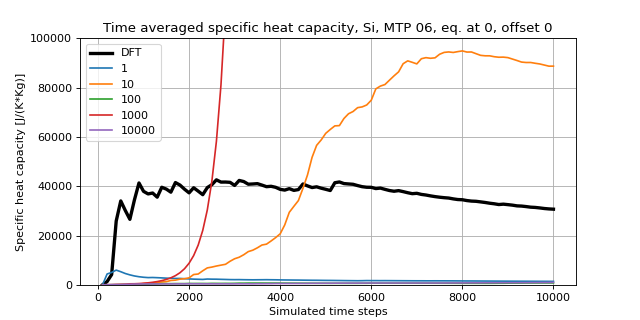 Time averaged specific heat capacity, Si, MTP 06, eq. at 0, offset 0
Specific heat capacity [J/(K*Kg)]
100000
80000
60000
40000
20000
0
DFT
1
10
100
1000
10000
0 2000 4000 6000 8000 10000
Simulated time steps